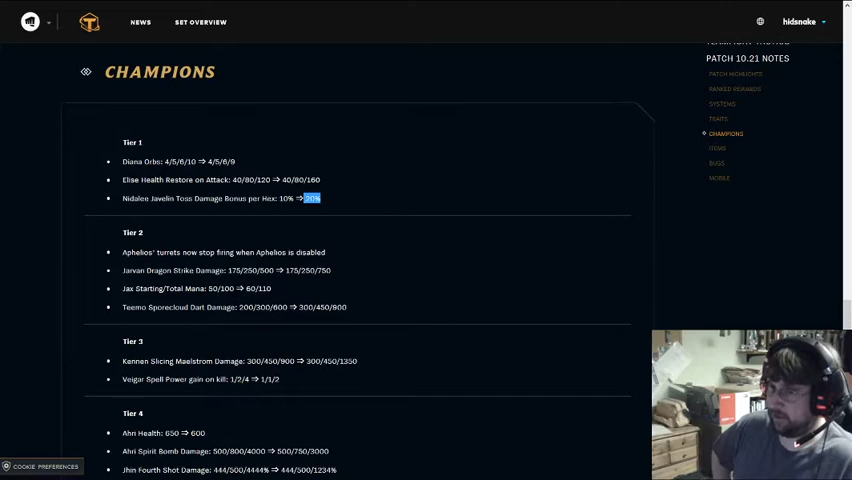 NEWS
SET OVERVIEW
hidsnake
PATCH 10.21 NOTES
PATCH HIGHLIGHTS
RANKED REWARDS
SYSTEMS
TRAITS
CHAMPIONS
ITEMS
BUGS
MOBILE
CHAMPIONS
Tier 1
Diana Orbs: 4/5/6/10 ⇒ 4/5/6/9
Elise Health Restore on Attack: 40/80/120 ⇒ 40/80/160
Nidalee Javelin Toss Damage Bonus per Hex: 10% ⇒ 20%
Tier 2
Aphelios' turrets now stop firing when Aphelios is disabled
Jarvan Dragon Strike Damage: 175/250/500 ⇒ 175/250/750
Jax Starting/Total Mana: 50/100 ⇒ 60/110
Teemo Sporecloud Dart Damage: 200/300/600 ⇒ 300/450/900
Tier 3
Kennen Slicing Maelstrom Damage: 300/450/900 ⇒ 300/450/1350
Veigar Spell Power gain on kill: 1/2/4 ⇒ 1/1/2
Tier 4
Ahri Health: 650 ⇒ 600
Ahri Spirit Bomb Damage: 500/800/4000 ⇒ 500/750/3000
Jhin Fourth Shot Damage: 444/500/4444% ⇒ 444/500/1234%
COOKIE PREFERENCES